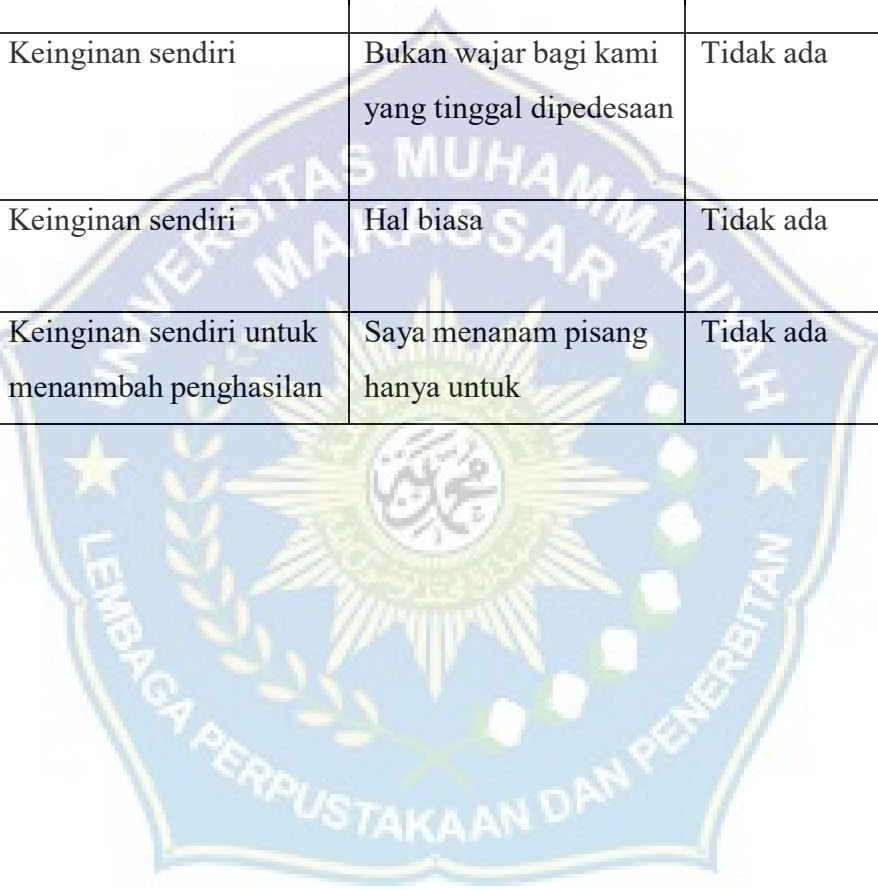 Keinginan sendiri
Bukan wajar bagi kami
yang tinggal dipedesaan
Tidak ada
Keinginan sendiri
Hal biasa
Tidak ada
Keinginan sendiri untuk
menanmbah penghasilan
Saya menanam pisang
hanya untuk
Tidak ada
UNIVERSITAS MUHAMMADIYAH
MAKASSAR
LEMBAGA PERPUSTAKAAN DAN PENERBITAN